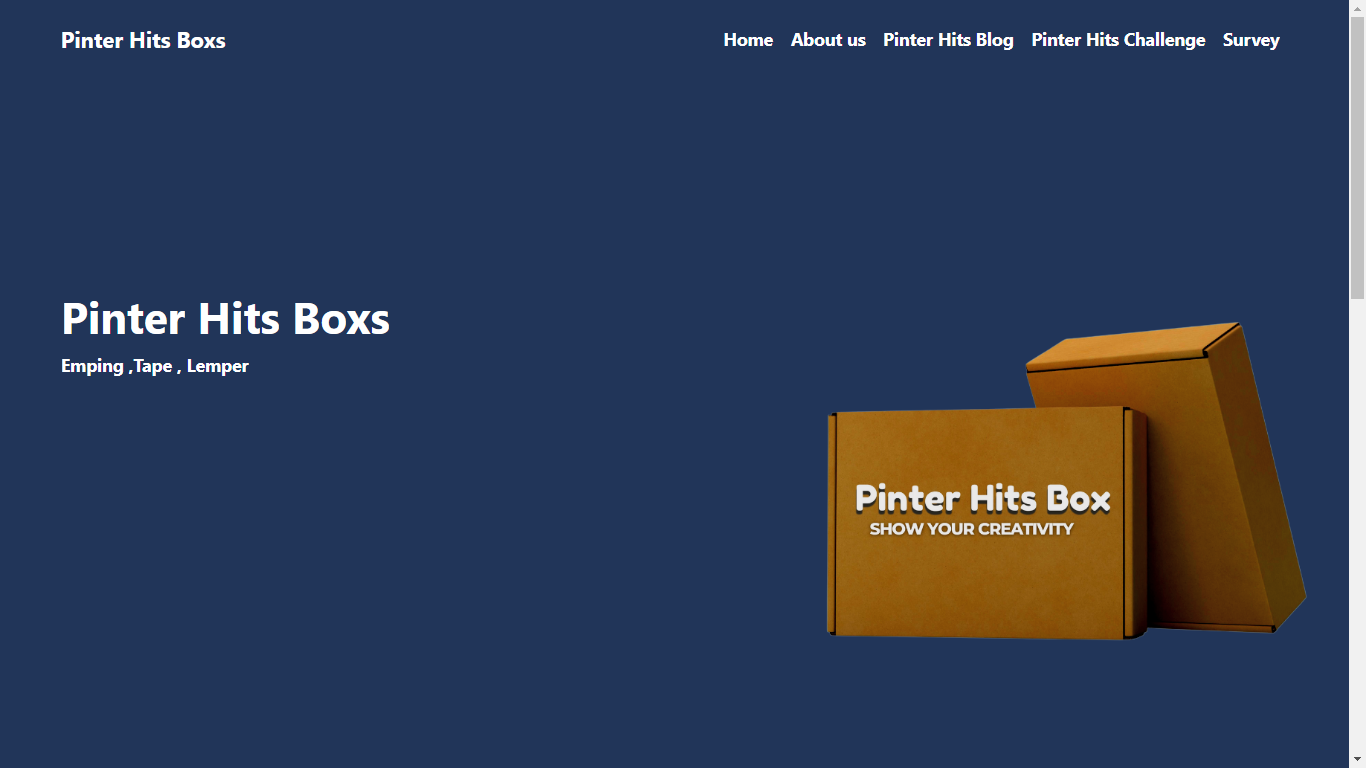 Pinter Hits Boxs
Home About us Pinter Hits Blog Pinter Hits Challenge Survey
Pinter Hits Boxs
Emping ,Tape , Lemper
Pinter Hits Box
SHOW YOUR CREATIVITY